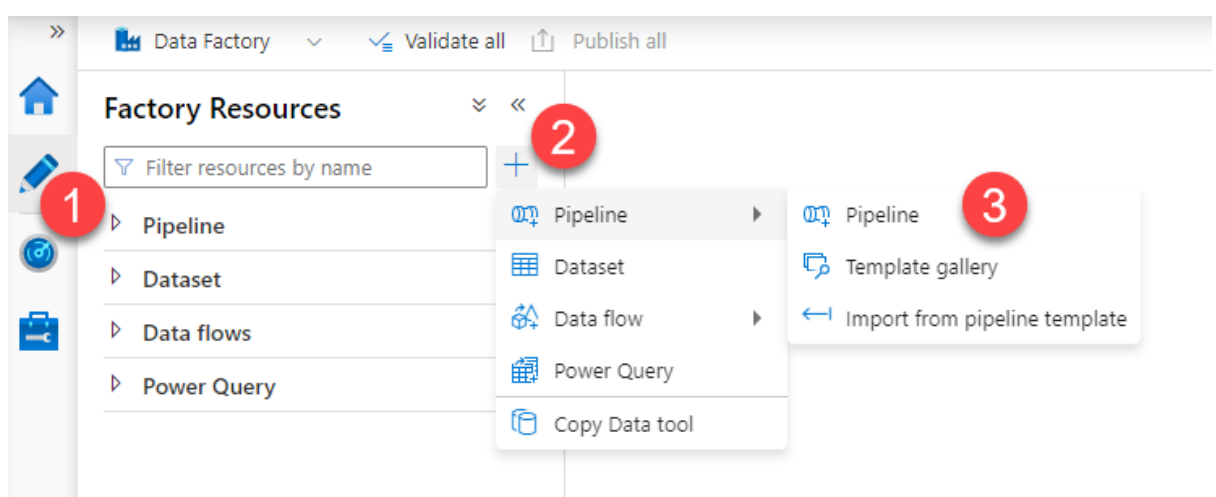 Data Factory
Validate all
Publish all
Factory Resources
2
Filter resources by name
1
Pipeline
Dataset
Data flows
Power Query
Pipeline
Dataset
Data flow
Power Query
Copy Data tool
3
Pipeline
Template gallery
Import from pipeline template